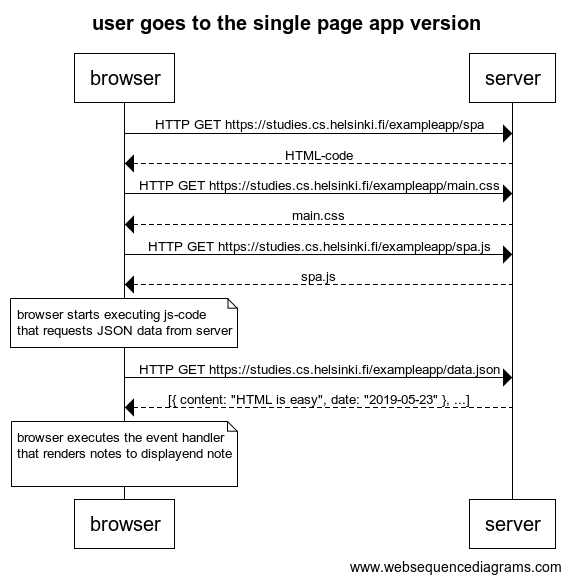 user goes to the single page app version
browser
server
HTTP GET https://studies.cs.helsinki.fi/exampleapp/spa
HTML-code
HTTP GET https://studies.cs.helsinki.fi/exampleapp/main.css
main.css
HTTP GET https://studies.cs.helsinki.fi/exampleapp/spa.js
spa.js
browser starts executing js-code
that requests JSON data from server
HTTP GET https://studies.cs.helsinki.fi/exampleapp/data.json
[{ content: "HTML is easy", date: "2019-05-23" }, ...]
browser executes the event handler
that renders notes to displayend note
browser
server
www.websequencediagrams.com